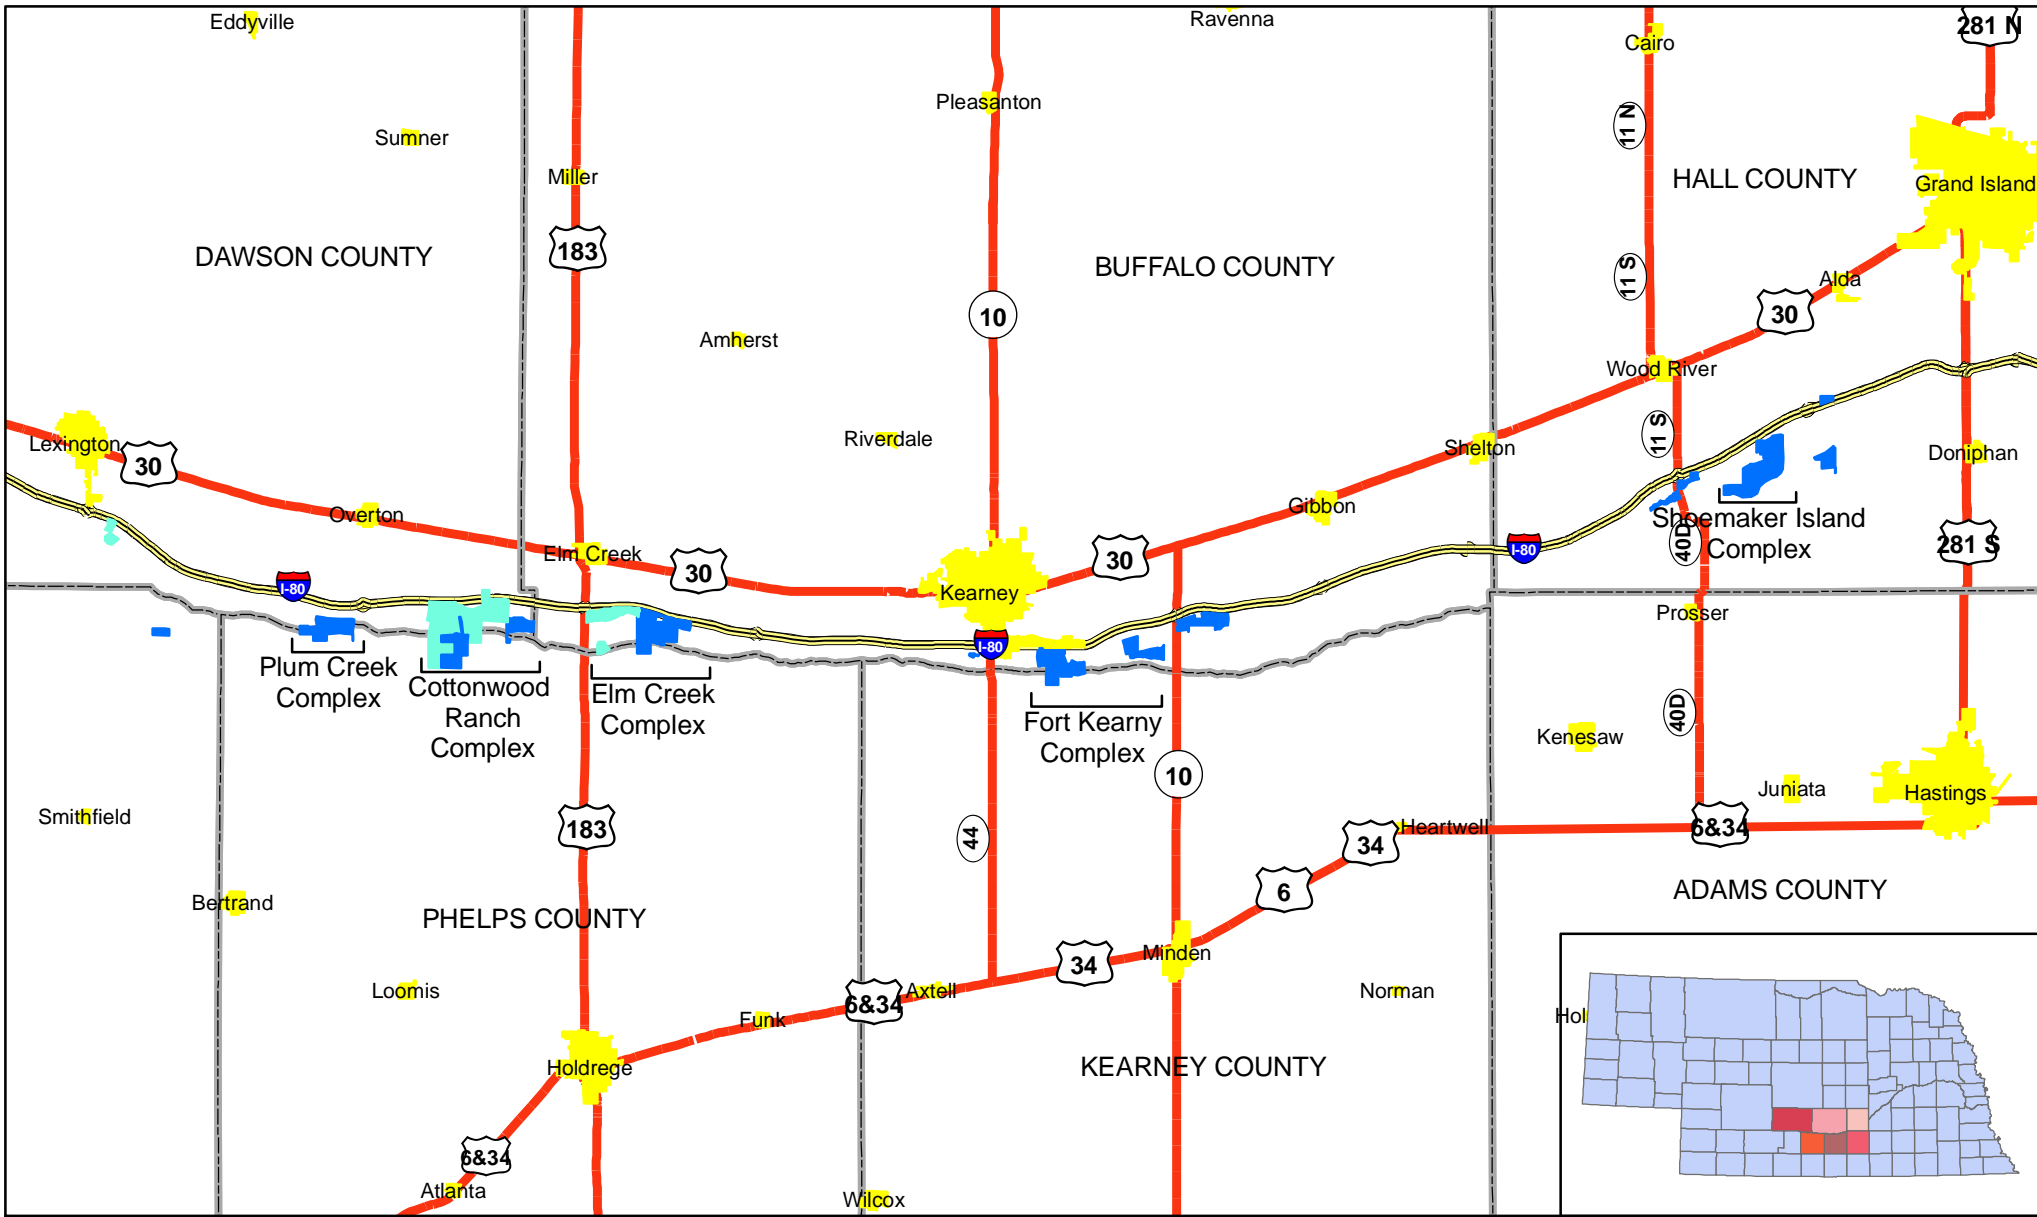 Eddyville
Ravenna
Cairo
281 N
Pleasanton
11 N
Sumner
Miller
HALL COUNTY
Grand Island
183
DAWSON COUNTY
BUFFALO COUNTY
11 S
Alda
10
30
Amherst
Wood River
Lexington
30
Riverdale
Shelton
11 S
Doniphan
Overton
Gibbon
Shoemaker Island
Complex
40D
281 S
Elm Creek
30
30
I-80
I-80
Kearney
I-80
Prosser
Plum Creek
Complex
Cottonwood
Ranch
Complex
Elm Creek
Complex
Fort Kearny
Complex
Kenesaw
40D
10
Juniata
Hastings
Smithfield
183
44
34
Heartwell
6&34
6
ADAMS COUNTY
Bertrand
PHELPS COUNTY
Minden
34
Loomis
6&34
Axtell
Norman
Funk
Hol
Holdrege
KEARNEY COUNTY
6&34
Atlanta
Wilcox